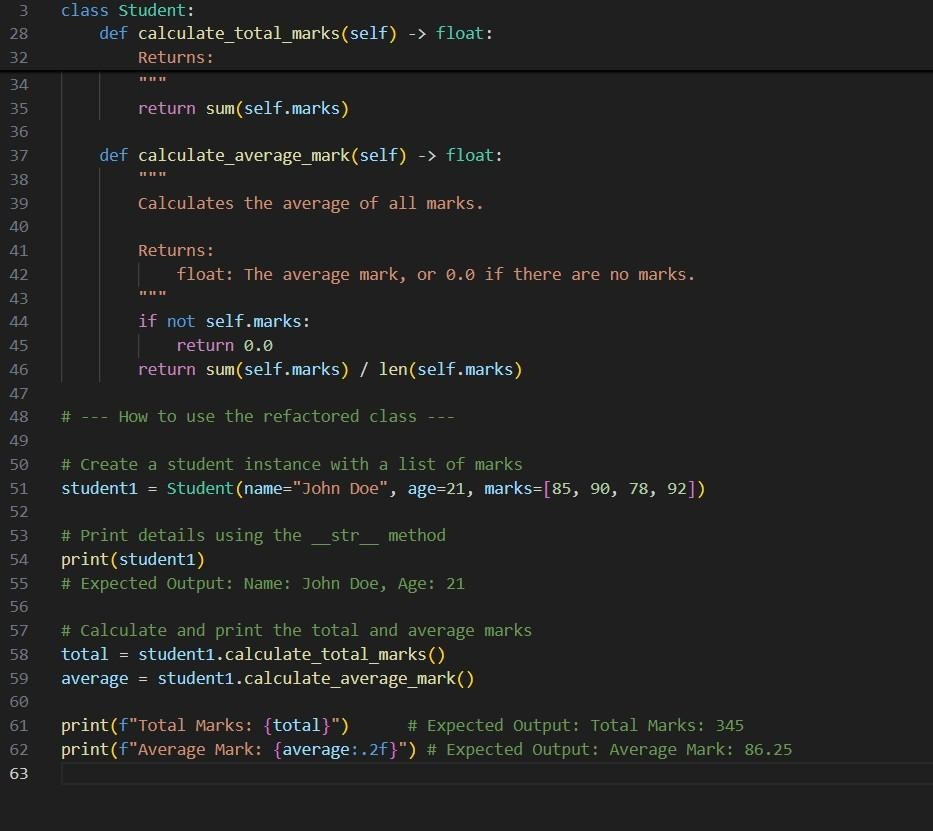 3 class Student:
28     def calculate_total_marks(self) -> float:
32         Returns:
34         """
35         return sum(self.marks)
36
37     def calculate_average_mark(self) -> float:
38         """
39         Calculates the average of all marks.
40
41         Returns:
42             float: The average mark, or 0.0 if there are no marks.
43         """
44         if not self.marks:
45             return 0.0
46         return sum(self.marks) / len(self.marks)
47
48 # --- How to use the refactored class ---
49
50 # Create a student instance with a list of marks
51 student1 = Student(name="John Doe", age=21, marks=[85, 90, 78, 92])
52
53 # Print details using the __str__ method
54 print(student1)
55 # Expected Output: Name: John Doe, Age: 21
56
57 # Calculate and print the total and average marks
58 total = student1.calculate_total_marks()
59 average = student1.calculate_average_mark()
60
61 print(f"Total Marks: {total}")      # Expected Output: Total Marks: 345
62 print(f"Average Mark: {average:.2f}") # Expected Output: Average Mark: 86.25
63